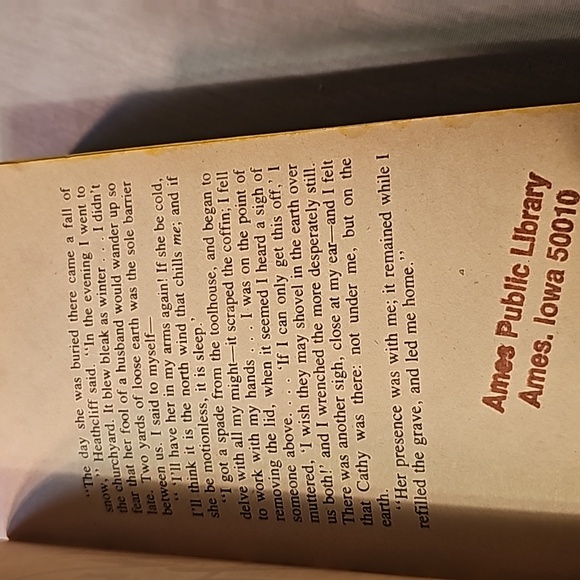 "The day she was buried there came a fall of
snow," Heathcliff said. "In the evening I went to
the churchyard. It blew bleak as winter . . . I didn't
fear that her fool of a husband would wander up so
late. Two yards of loose earth was the sole barrier
between us. I said to myself—
" 'I'll have her in my arms again! If she be cold,
I'll think it is the north wind that chills me; and if
she be motionless, it is sleep.'
"I got a spade from the toolhouse, and began to
delve with all my might—it scraped the coffin; I fell
to work with my hands . . . I was on the point of
removing the lid, when it seemed I heard a sigh of
someone above. . . . 'If I can only get this off,' I
muttered, 'I wish they may shovel in the earth over
us both!' and I wrenched the more desperately still.
There was another sigh, close at my ear—and I felt
that Cathy was there: not under me, but on the
earth.
"Her presence was with me; it remained while I
refilled the grave, and led me home."
Ames Public Library
Ames, Iowa 50010